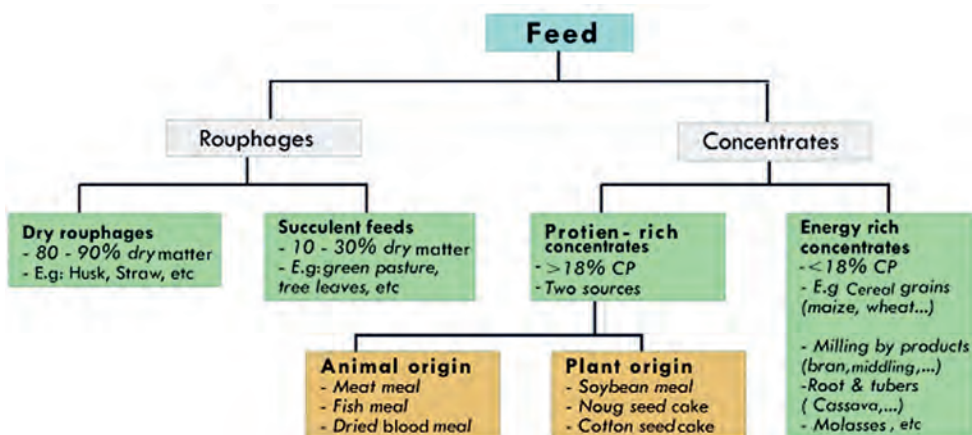 Feed
Rouphages
Concentrates
Dry rouphages
- 80 - 90% dry matter
- E.g: Husk, Straw, etc
Succulent feeds
- 10 - 30% dry matter
- E.g: green pasture,
tree leaves, etc
Protien- rich
concentrates
- >18% CP
- Two sources
Energy rich
concentrates
- <18% CP
- E.g Cereal grains
(maize, wheat...)
- Milling by products
(bran, middling,...)
-Root & tubers
( Cassava,...)
- Molasses, etc
Animal origin
- Meat meal
- Fish meal
- Dried blood meal
Plant origin
- Soybean meal
- Noug seed cake
- Cotton seed cake